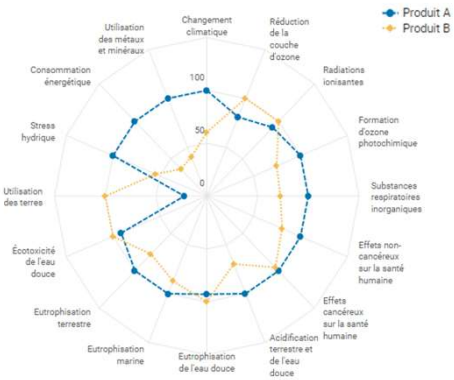 Produit A
Produit B
Changement
climatique
Réduction
de la
couche
d'ozone
Radiations
ionisantes
Formation
d'ozone
photochimique
Substances
respiratoires
inorganiques
Effets non-
cancéreux
sur la santé
humaine
Effets
cancéreux
sur la santé
humaine
Acidification
terrestre et
de l'eau
douce
Eutrophisation
de l'eau douce
Eutrophisation
marine
Eutrophisation
terrestre
Écotoxicité
de l'eau
douce
Utilisation
des terres
Stress
hydrique
Consommation
énergétique
Utilisation
des métaux
et minéraux
100
50
0